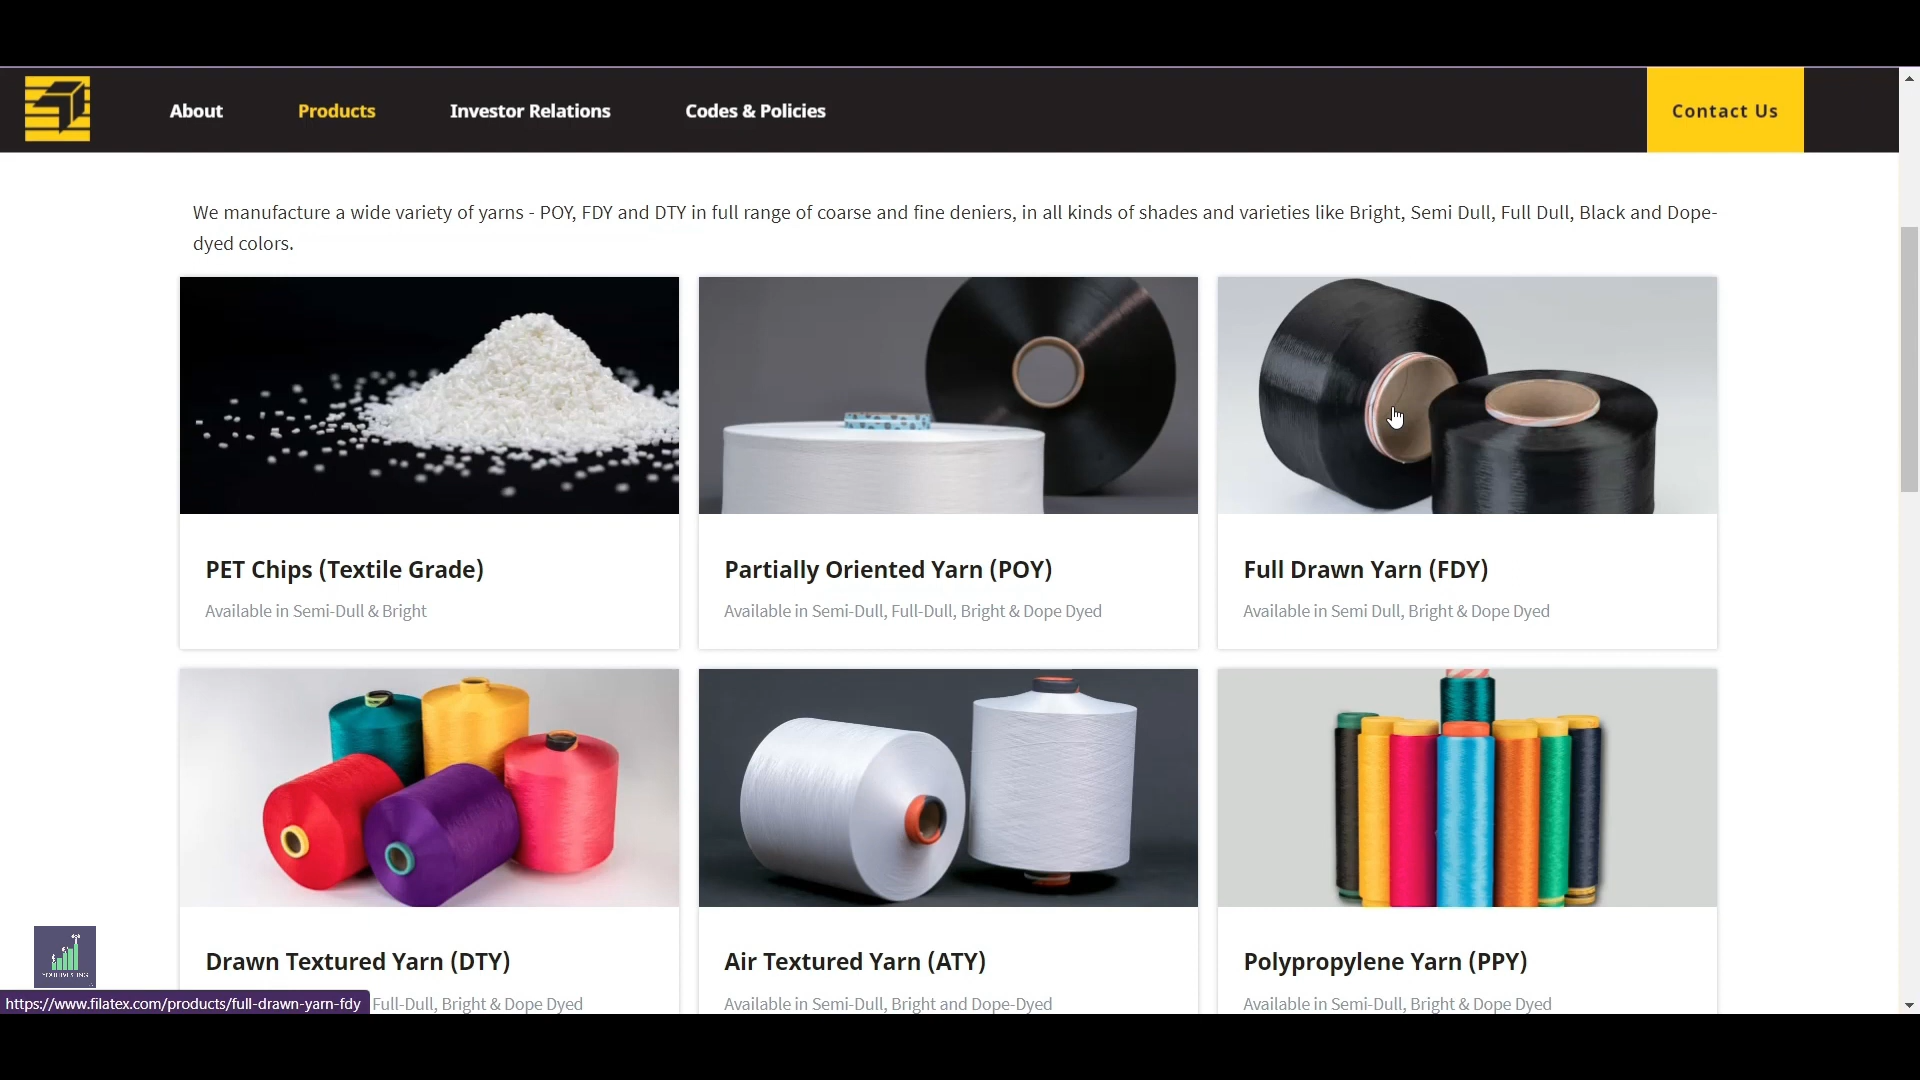 About
Products
Investor Relations
Codes & Policies
Contact Us
We manufacture a wide variety of yarns - POY, FDY and DTY in full range of coarse and fine deniers, in all kinds of shades and varieties like Bright, Semi Dull, Full Dull, Black and Dope-
dyed colors.
PET Chips (Textile Grade)
Available in Semi-Dull & Bright
Partially Oriented Yarn (POY)
Available in Semi-Dull, Full-Dull, Bright & Dope Dyed
Full Drawn Yarn (FDY)
Available in Semi Dull, Bright & Dope Dyed
Drawn Textured Yarn (DTY)
Full-Dull, Bright & Dope Dyed
Air Textured Yarn (ATY)
Available in Semi-Dull, Bright and Dope-Dyed
Polypropylene Yarn (PPY)
Available in Semi-Dull, Bright & Dope Dyed
https://www.filatex.com/products/full-drawn-yarn-fdy